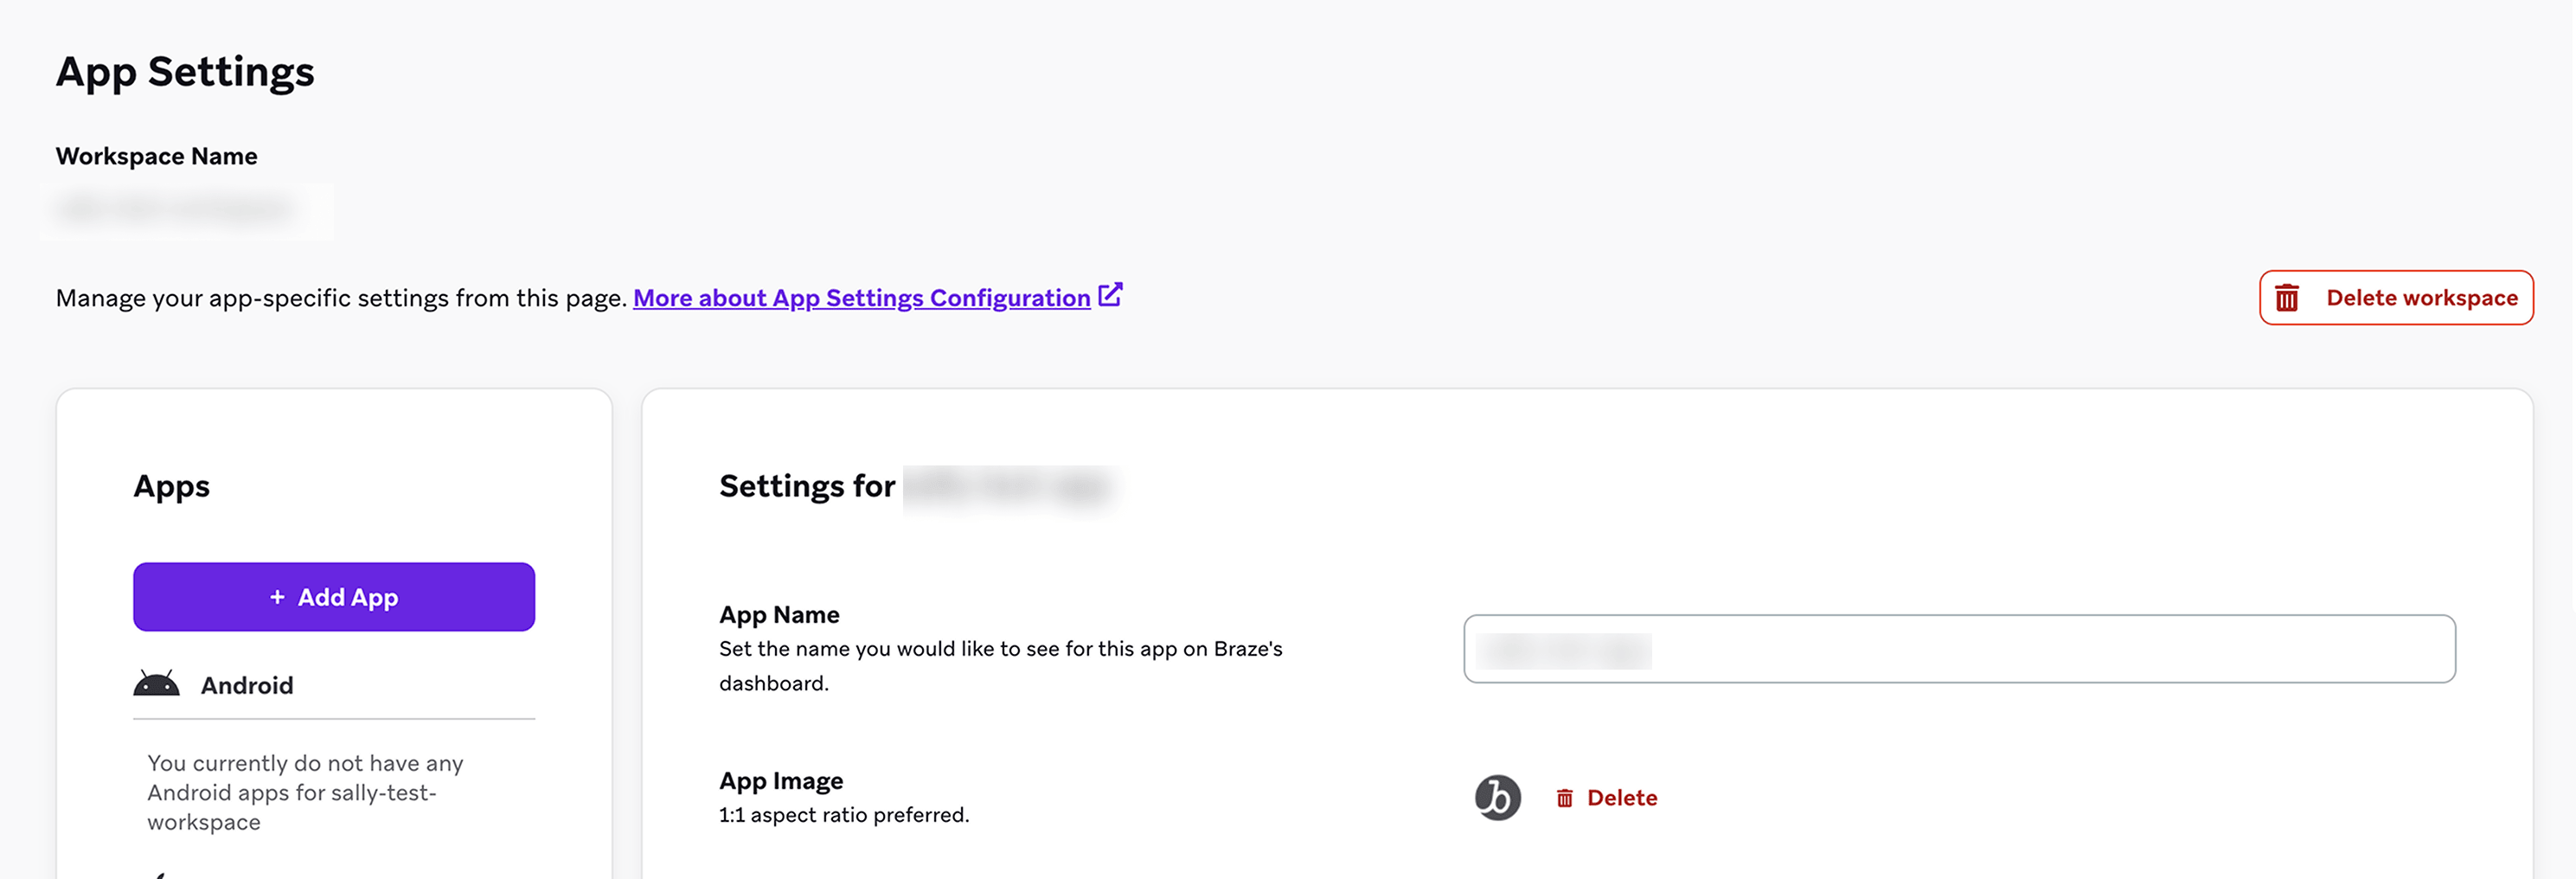 App Settings
Workspace Name
Manage your app-specific settings from this page. More about App Settings Configuration
Delete workspace
Apps
Settings for
+ Add App
App Name
Set the name you would like to see for this app on Braze's
dashboard.
Android
You currently do not have any
Android apps for sally-test-
workspace
App Image
1:1 aspect ratio preferred.
Delete